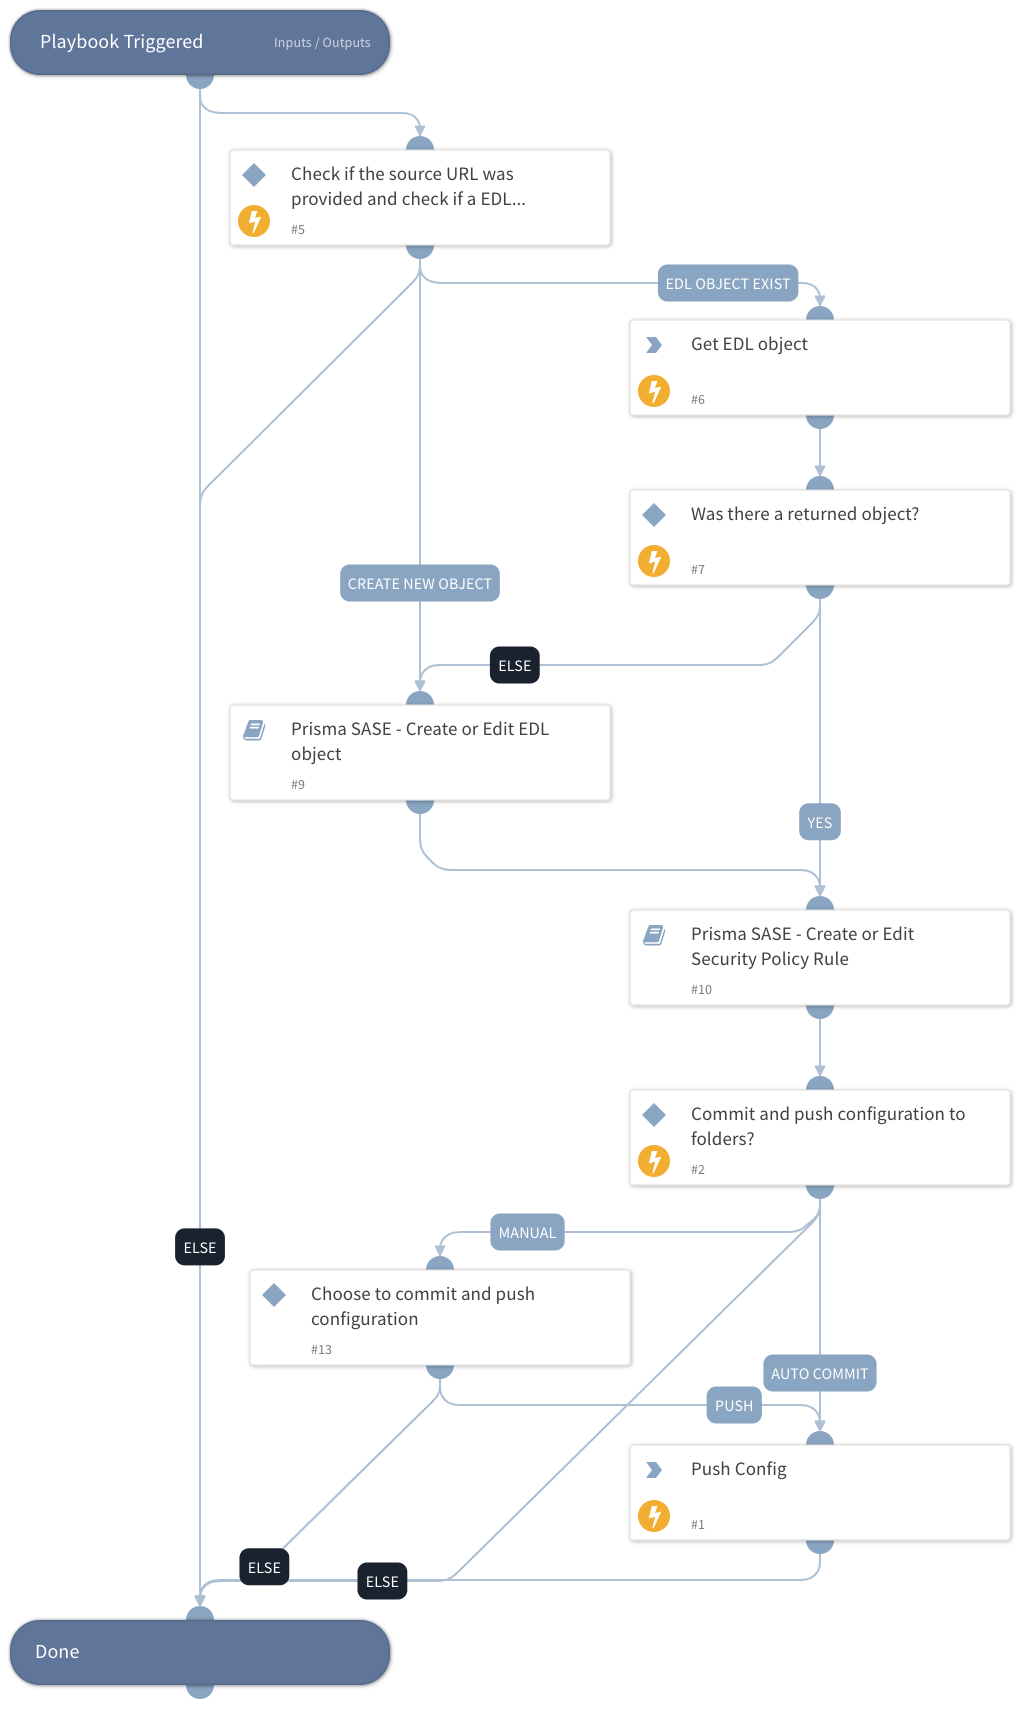 Playbook Triggered
Inputs / Outputs
Check if the source URL was
provided and check if a EDL...
#5
EDL OBJECT EXIST
Get EDL object
#6
Was there a returned object?
#7
CREATE NEW OBJECT
ELSE
Prisma SASE - Create or Edit EDL
object
#9
YES
Prisma SASE - Create or Edit
Security Policy Rule
#10
Commit and push configuration to
folders?
#2
MANUAL
ELSE
Choose to commit and push
configuration
#13
AUTO COMMIT
PUSH
Push Config
#1
ELSE
ELSE
Done